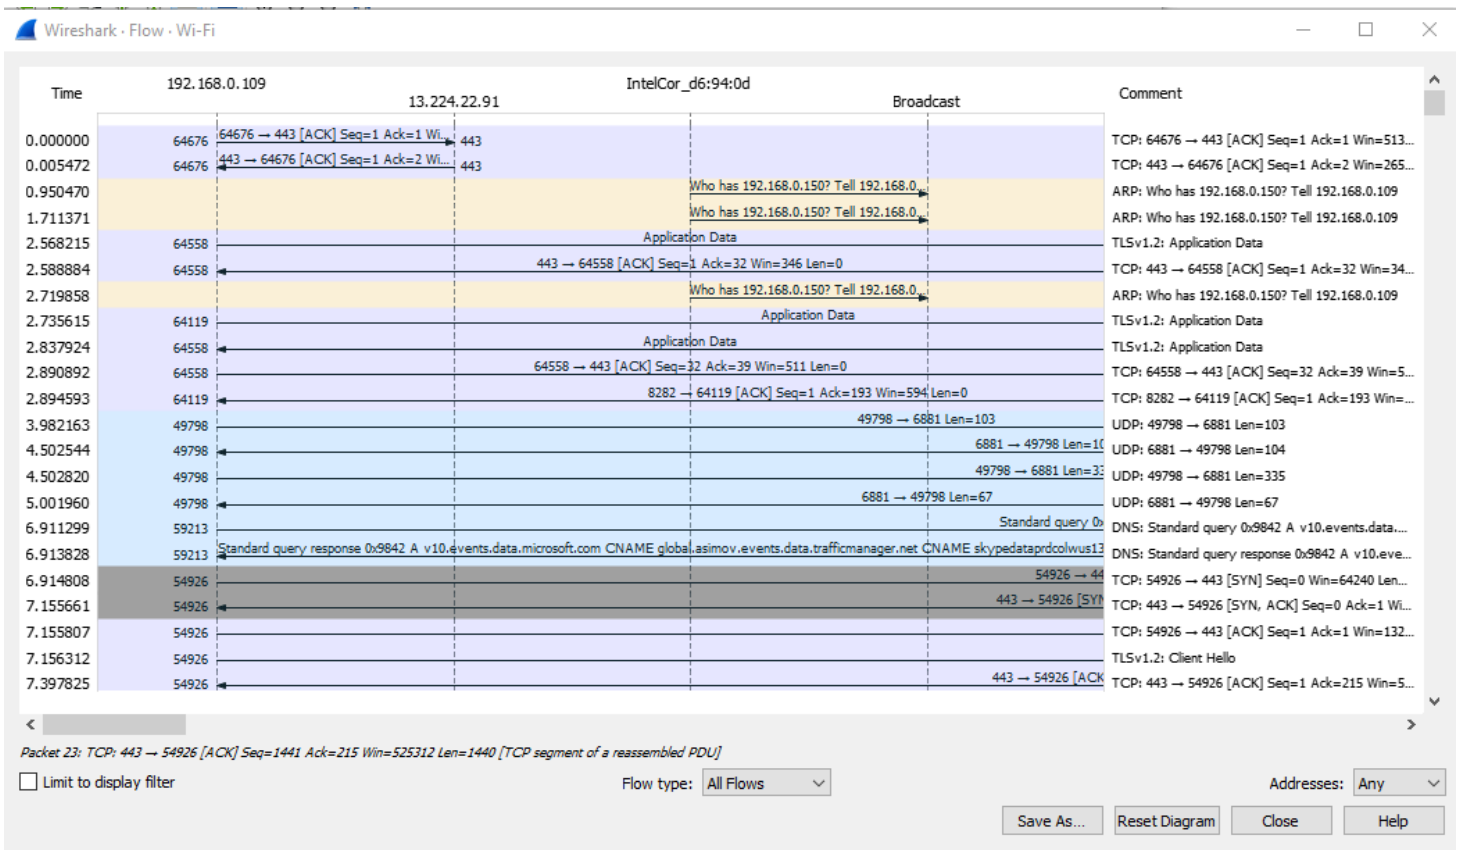 Wireshark · Flow · Wi-Fi
Time 192.168.0.109 13.224.22.91 IntelCor_d6:94:0d Broadcast Comment
0.000000 64676 64676 → 443 [ACK] Seq=1 Ack=1 Wi... 443 TCP: 64676 → 443 [ACK] Seq=1 Ack=1 Win=513...
0.005472 64676 443 → 64676 [ACK] Seq=1 Ack=2 Wi... 443 TCP: 443 → 64676 [ACK] Seq=1 Ack=2 Win=265...
0.950470 Who has 192.168.0.150? Tell 192.168.0... ARP: Who has 192.168.0.150? Tell 192.168.0.109
1.711371 Who has 192.168.0.150? Tell 192.168.0... ARP: Who has 192.168.0.150? Tell 192.168.0.109
2.568215 64558 Application Data TLSv1.2: Application Data
2.588884 64558 443 → 64558 [ACK] Seq=1 Ack=32 Win=346 Len=0 TCP: 443 → 64558 [ACK] Seq=1 Ack=32 Win=34...
2.719858 Who has 192.168.0.150? Tell 192.168.0... ARP: Who has 192.168.0.150? Tell 192.168.0.109
2.735615 64119 Application Data TLSv1.2: Application Data
2.837924 64558 Application Data TLSv1.2: Application Data
2.890892 64558 64558 → 443 [ACK] Seq=32 Ack=39 Win=511 Len=0 TCP: 64558 → 443 [ACK] Seq=32 Ack=39 Win=5...
2.894593 64119 8282 → 64119 [ACK] Seq=1 Ack=193 Win=594 Len=0 TCP: 8282 → 64119 [ACK] Seq=1 Ack=193 Win=...
3.982163 49798 49798 → 6881 Len=103 UDP: 49798 → 6881 Len=103
4.502544 49798 6881 → 49798 Len=10 UDP: 6881 → 49798 Len=104
4.502820 49798 49798 → 6881 Len=33 UDP: 49798 → 6881 Len=335
5.001960 49798 6881 → 49798 Len=67 UDP: 6881 → 49798 Len=67
6.911299 59213 Standard query 0x DNS: Standard query 0x9842 A v10.events.data....
6.913828 59213 Standard query response 0x9842 A v10.events.data.microsoft.com CNAME global.asimov.events.data.trafficmanager.net CNAME skypedataprdcolwus13 DNS: Standard query response 0x9842 A v10.eve...
6.914808 54926 54926 → 44 TCP: 54926 → 443 [SYN] Seq=0 Win=64240 Len...
7.155661 54926 443 → 54926 [SYN TCP: 443 → 54926 [SYN, ACK] Seq=0 Ack=1 Wi...
7.155807 54926 TCP: 54926 → 443 [ACK] Seq=1 Ack=1 Win=132...
7.156312 54926 TLSv1.2: Client Hello
7.397825 54926 443 → 54926 [ACK TCP: 443 → 54926 [ACK] Seq=1 Ack=215 Win=5...
Packet 23: TCP: 443 → 54926 [ACK] Seq=1441 Ack=215 Win=525312 Len=1440 [TCP segment of a reassembled PDU]
Limit to display filter Flow type: All Flows Addresses: Any
Save As... Reset Diagram Close Help